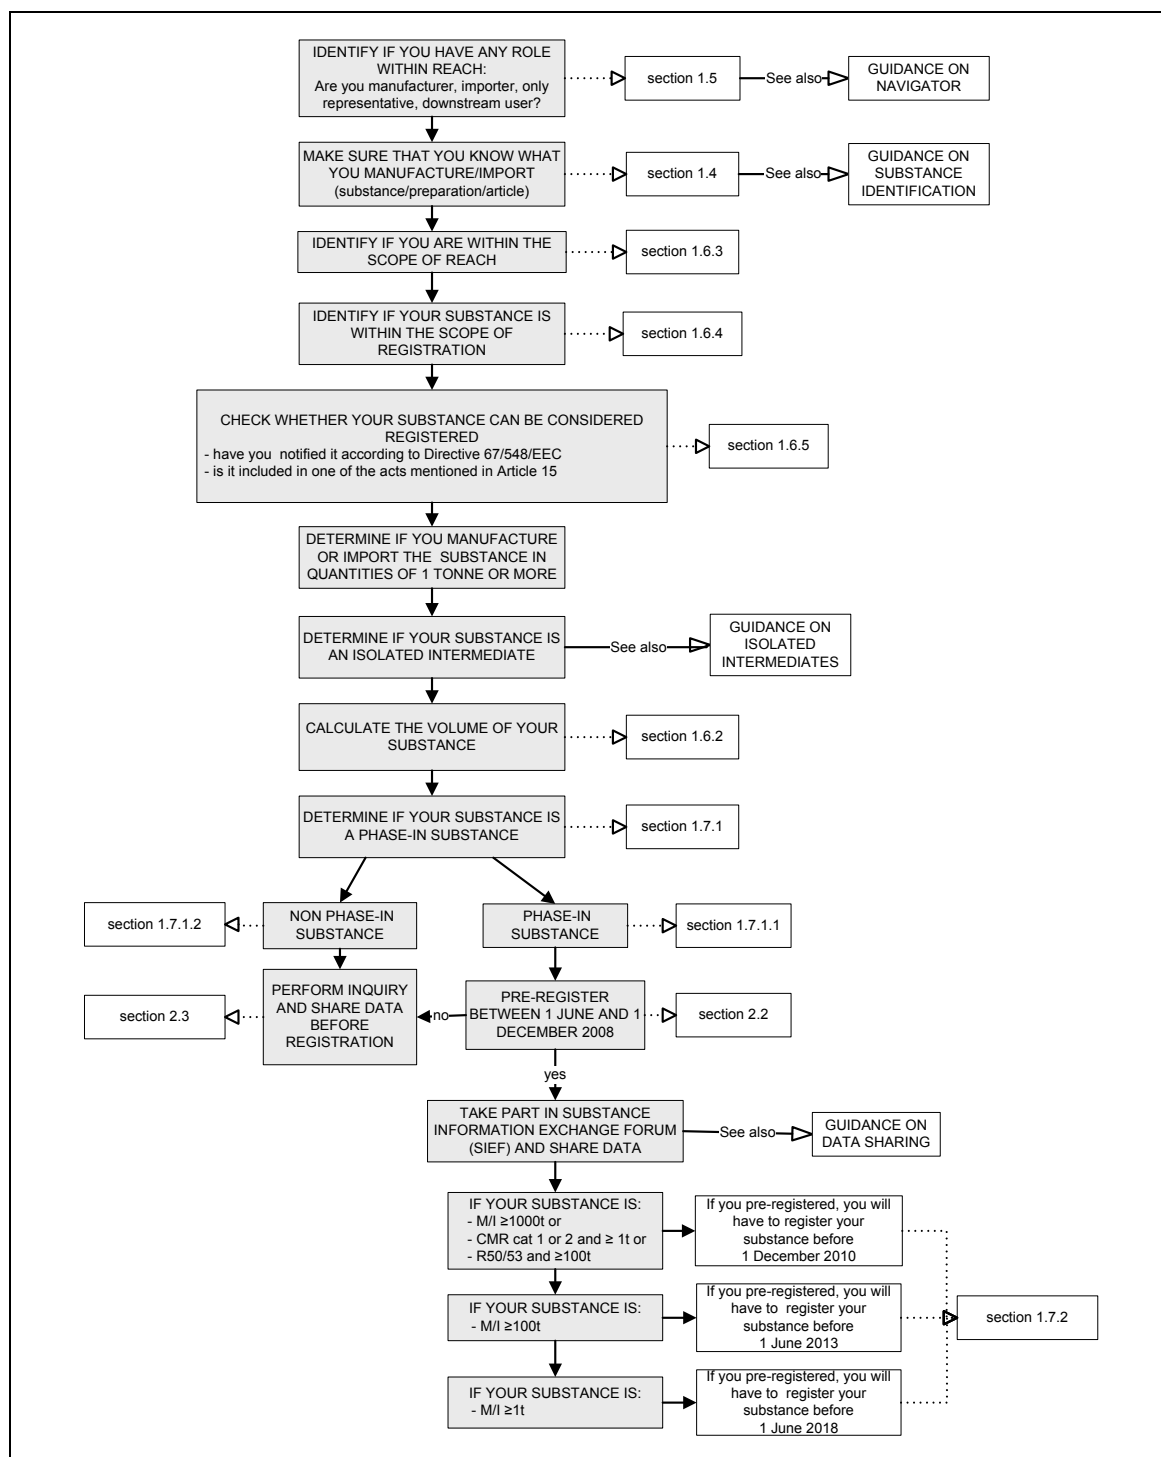 IDENTIFY IF YOU HAVE ANY ROLE
WITHIN REACH:
Are you manufacturer, importer, only
representative, downstream user?
section 1.5
See also
GUIDANCE ON
NAVIGATOR
MAKE SURE THAT YOU KNOW WHAT
YOU MANUFACTURE/IMPORT
(substance/preparation/article)
section 1.4
See also
GUIDANCE ON
SUBSTANCE
IDENTIFICATION
IDENTIFY IF YOU ARE WITHIN THE
SCOPE OF REACH
section 1.6.3
IDENTIFY IF YOUR SUBSTANCE IS
WITHIN THE SCOPE OF
REGISTRATION
section 1.6.4
CHECK WHETHER YOUR SUBSTANCE CAN BE CONSIDERED
REGISTERED
- have you notified it according to Directive 67/548/EEC
- is it included in one of the acts mentioned in Article 15
section 1.6.5
DETERMINE IF YOU MANUFACTURE
OR IMPORT THE SUBSTANCE IN
QUANTITIES OF 1 TONNE OR MORE
DETERMINE IF YOUR SUBSTANCE IS
AN ISOLATED INTERMEDIATE
See also
GUIDANCE ON
ISOLATED
INTERMEDIATES
CALCULATE THE VOLUME OF YOUR
SUBSTANCE
section 1.6.2
DETERMINE IF YOUR SUBSTANCE IS
A PHASE-IN SUBSTANCE
section 1.7.1
section 1.7.1.2
NON PHASE-IN
SUBSTANCE
PHASE-IN
SUBSTANCE
section 1.7.1.1
section 2.3
PERFORM INQUIRY
AND SHARE DATA
BEFORE
REGISTRATION
no
PRE-REGISTER
BETWEEN 1 JUNE AND 1
DECEMBER 2008
section 2.2
yes
TAKE PART IN SUBSTANCE
INFORMATION EXCHANGE FORUM
(SIEF) AND SHARE DATA
See also
GUIDANCE ON
DATA SHARING
IF YOUR SUBSTANCE IS:
- M/I ≥1000t or
- CMR cat 1 or 2 and ≥ 1t or
- R50/53 and ≥100t
If you pre-registered, you will
have to register your
substance before
1 December 2010
IF YOUR SUBSTANCE IS:
- M/I ≥100t
If you pre-registered, you will
have to register your
substance before
1 June 2013
section 1.7.2
IF YOUR SUBSTANCE IS:
- M/I ≥1t
If you pre-registered, you will
have to register your
substance before
1 June 2018